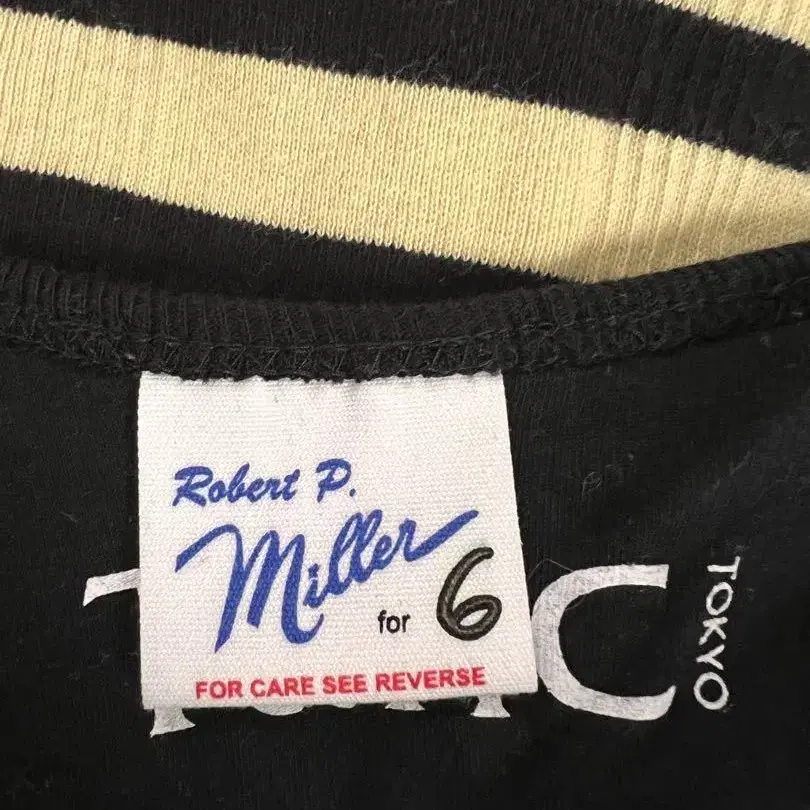 Robert P.
Miller
for 6
FOR CARE SEE REVERSE
TOKYO